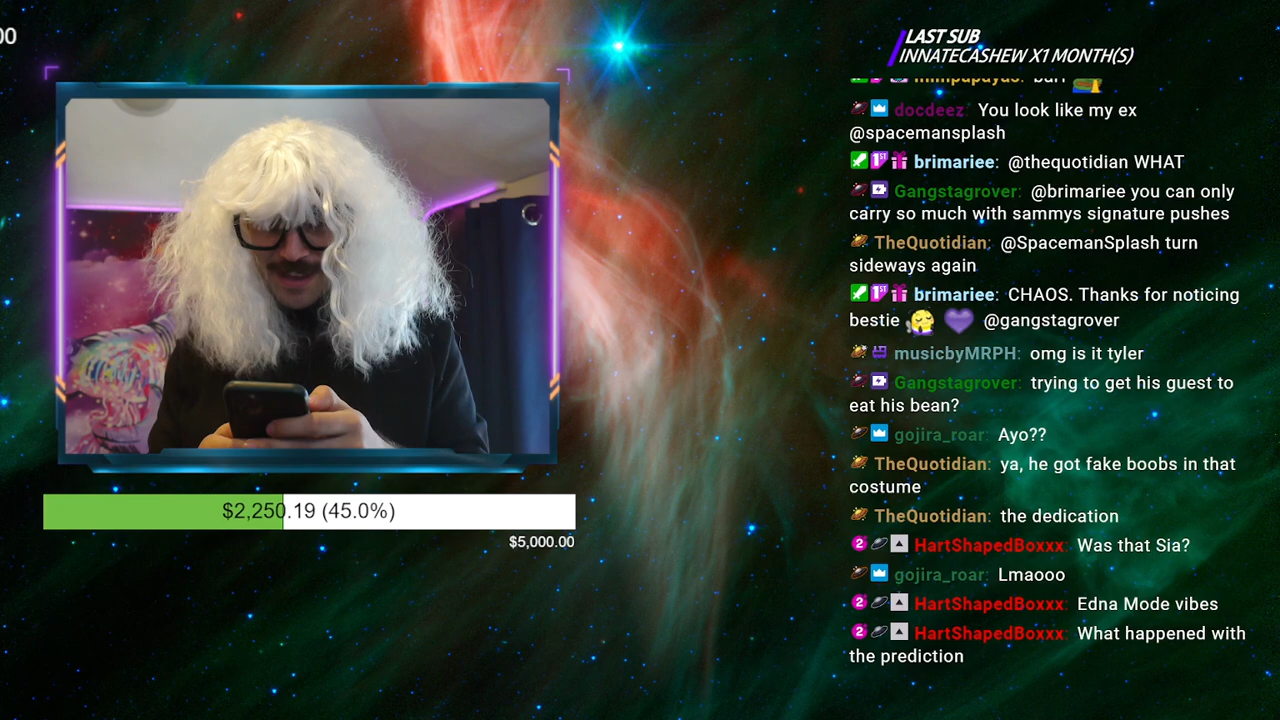 00
$2,250.19 (45.0%)
$5,000.00
LAST SUB
INNATECASHEW X1 MONTH(S)
docdeez: You look like my ex
@spacemansplash
brimariee: @thequotidian WHAT
Gangstagrover: @brimariee you can only
carry so much with sammys signature pushes
TheQuotidian: @SpacemanSplash turn
sideways again
brimariee: CHAOS. Thanks for noticing
bestie @gangstagrover
musicbyMRPH: omg is it tyler
Gangstagrover: trying to get his guest to
eat his bean?
gojira_roar: Ayo??
TheQuotidian: ya, he got fake boobs in that
costume
TheQuotidian: the dedication
2 HartShapedBoxxx: Was that Sia?
gojira_roar: Lmaooo
2 HartShapedBoxxx: Edna Mode vibes
2 HartShapedBoxxx: What happened with
the prediction